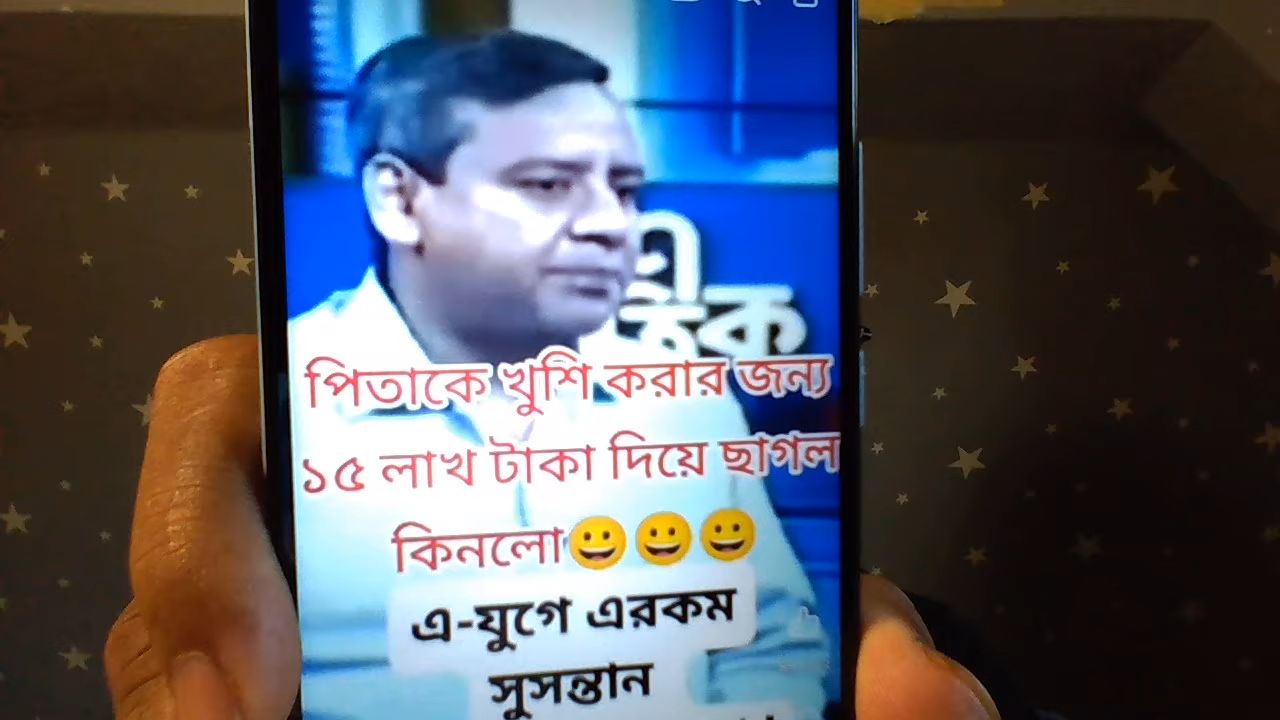 পিতাকে খুশি করার জন্য
১৫ লাখ টাকা দিয়ে ছাগল
কিনলো😀😀😀
এ-যুগে এরকম
সুসন্তান